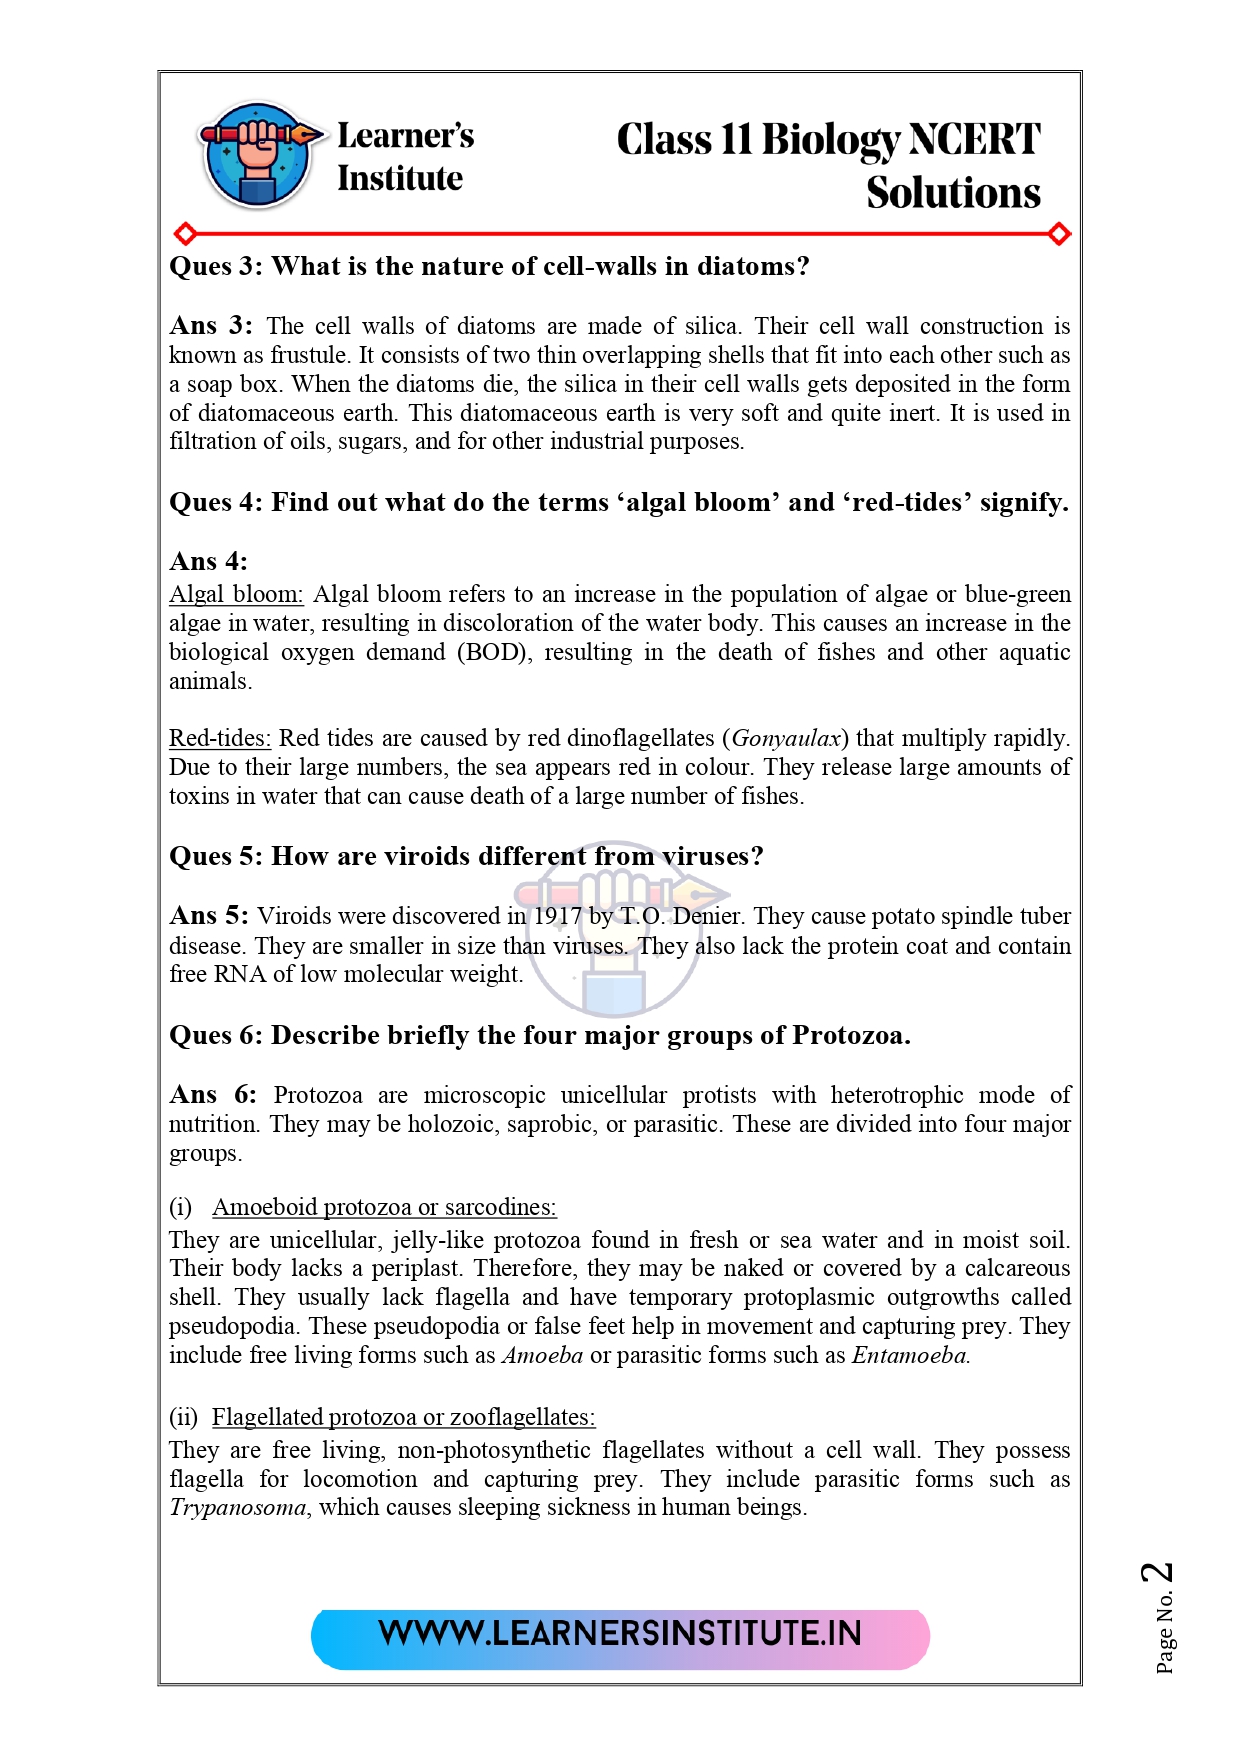 Learner's
Institute
Class 11 Biology NCERT
Solutions
Ques 3: What is the nature of cell-walls in diatoms?
Ans 3: The cell walls of diatoms are made of silica. Their cell wall construction is
known as frustule. It consists of two thin overlapping shells that fit into each other such as
a soap box. When the diatoms die, the silica in their cell walls gets deposited in the form
of diatomaceous earth. This diatomaceous earth is very soft and quite inert. It is used in
filtration of oils, sugars, and for other industrial purposes.
Ques 4: Find out what do the terms ‘algal bloom’ and ‘red-tides’ signify.
Ans 4:
Algal bloom: Algal bloom refers to an increase in the population of algae or blue-green
algae in water, resulting in discoloration of the water body. This causes an increase in the
biological oxygen demand (BOD), resulting in the death of fishes and other aquatic
animals.
Red-tides: Red tides are caused by red dinoflagellates (Gonyaulax) that multiply rapidly.
Due to their large numbers, the sea appears red in colour. They release large amounts of
toxins in water that can cause death of a large number of fishes.
Ques 5: How are viroids different from viruses?
Ans 5: Viroids were discovered in 1917 by T.O. Denier. They cause potato spindle tuber
disease. They are smaller in size than viruses. They also lack the protein coat and contain
free RNA of low molecular weight.
Ques 6: Describe briefly the four major groups of Protozoa.
Ans 6: Protozoa are microscopic unicellular protists with heterotrophic mode of
nutrition. They may be holozoic, saprobic, or parasitic. These are divided into four major
groups.
(i) Amoeboid protozoa or sarcodines:
They are unicellular, jelly-like protozoa found in fresh or sea water and in moist soil.
Their body lacks a periplast. Therefore, they may be naked or covered by a calcareous
shell. They usually lack flagella and have temporary protoplasmic outgrowths called
pseudopodia. These pseudopodia or false feet help in movement and capturing prey. They
include free living forms such as Amoeba or parasitic forms such as Entamoeba.
(ii) Flagellated protozoa or zooflagellates:
They are free living, non-photosynthetic flagellates without a cell wall. They possess
flagella for locomotion and capturing prey. They include parasitic forms such as
Trypanosoma, which causes sleeping sickness in human beings.
WWW.LEARNERSINSTITUTE.IN
Page No. 2